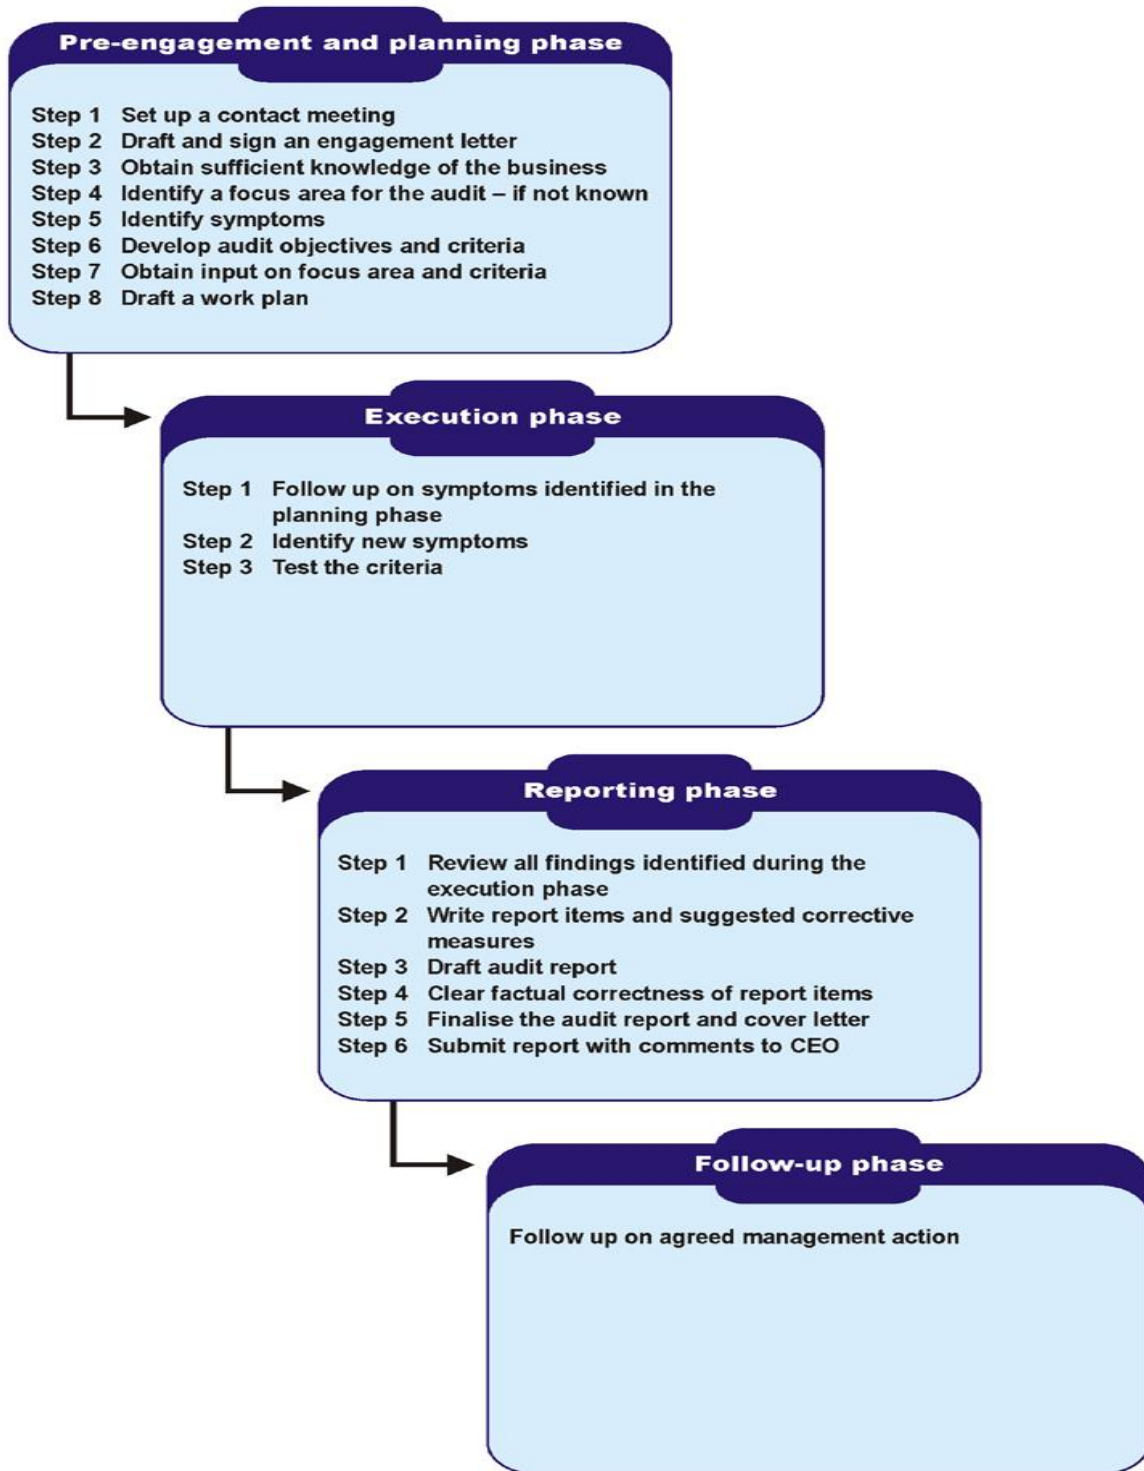 Pre-engagement and planning phase
Step 1 Set up a contact meeting
Step 2 Draft and sign an engagement letter
Step 3 Obtain sufficient knowledge of the business
Step 4 Identify a focus area for the audit – if not known
Step 5 Identify symptoms
Step 6 Develop audit objectives and criteria
Step 7 Obtain input on focus area and criteria
Step 8 Draft a work plan
Execution phase
Step 1 Follow up on symptoms identified in the
planning phase
Step 2 Identify new symptoms
Step 3 Test the criteria
Reporting phase
Step 1 Review all findings identified during the
execution phase
Step 2 Write report items and suggested corrective
measures
Step 3 Draft audit report
Step 4 Clear factual correctness of report items
Step 5 Finalise the audit report and cover letter
Step 6 Submit report with comments to CEO
Follow-up phase
Follow up on agreed management action